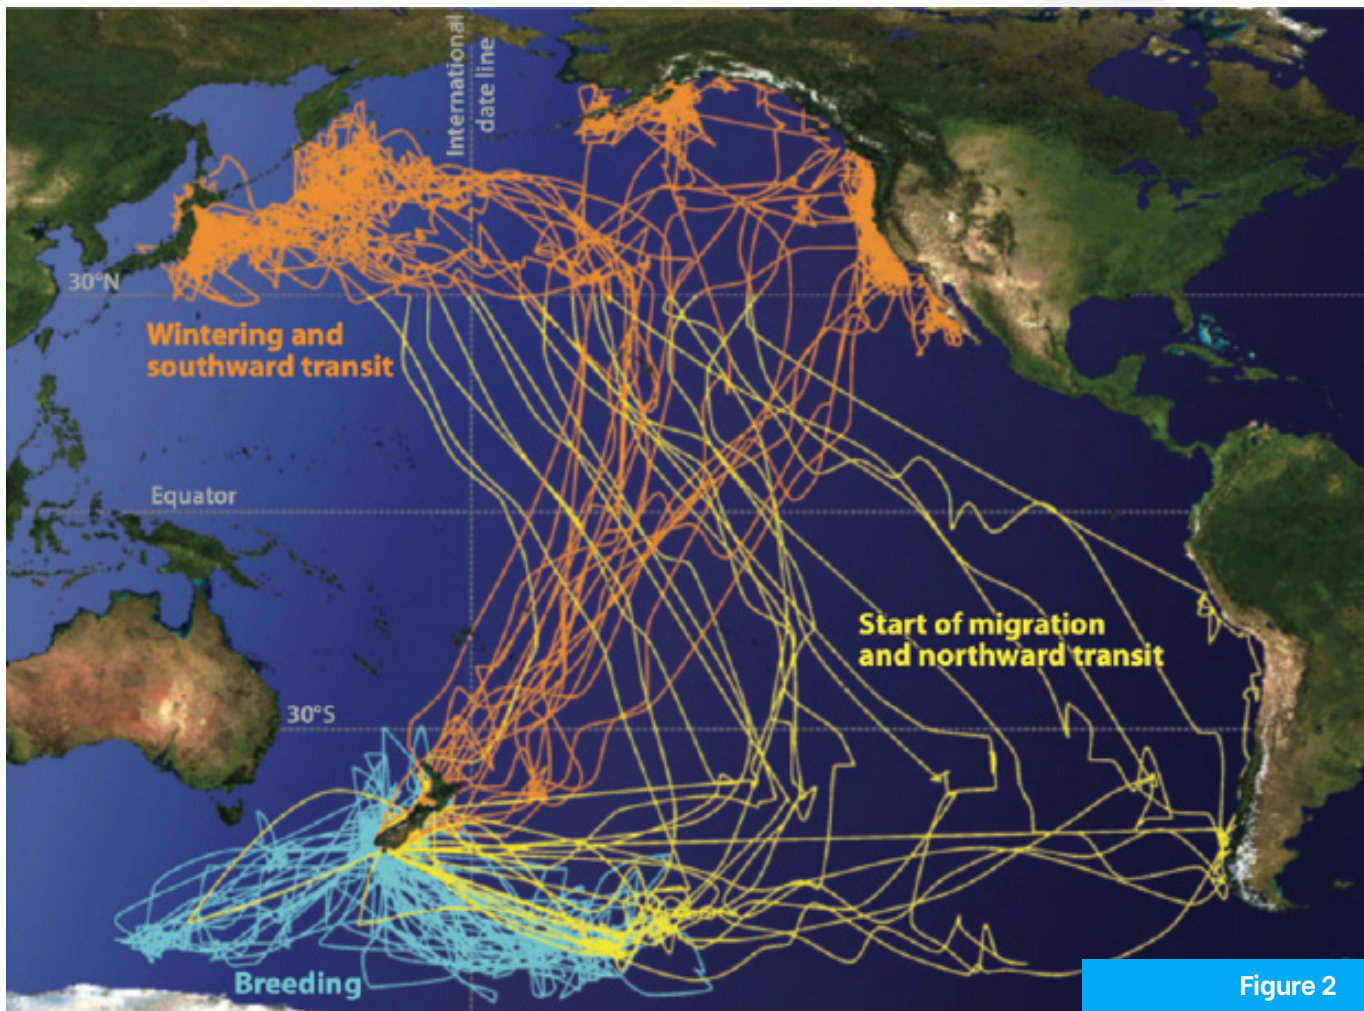 International
date line
30°N
Wintering and
southward transit
Equator
Start of migration
and northward transit
30°S
Breeding
Figure 2